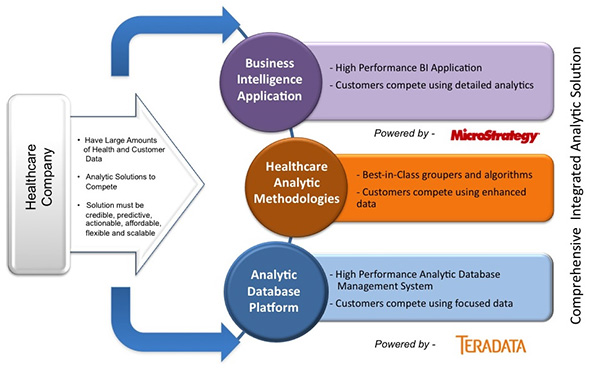 Healthcare
Company
• Have Large Amounts
of Health and Customer
Data
• Analytic Solutions to
Compete
• Solution must be
credible, predictive,
actionable, affordable,
flexible and scalable
Business
Intelligence
Application
- High Performance BI Application
- Customers compete using detailed analytics
Powered by - MicroStrategy
Healthcare
Analytic
Methodologies
- Best-in-Class groupers and algorithms
- Customers compete using enhanced
data
Analytic
Database
Platform
- High Performance Analytic Database
Management System
- Customers compete using focused data
Powered by - TERADATA
Comprehensive Integrated Analytic Solution